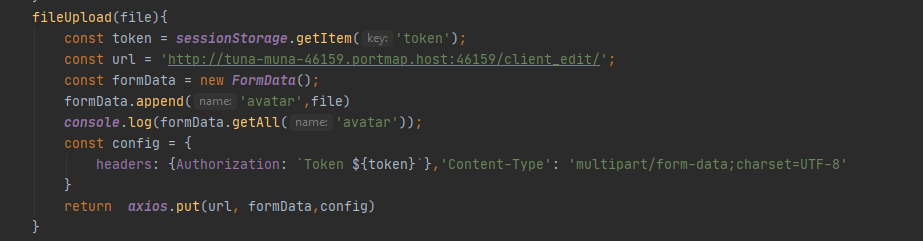 fileUpload(file){
const token = sessionStorage.getItem( key: 'token');
const url = 'http://tuna-muna-46159.portmap.host:46159/client_edit/';
const formData = new FormData();
formData.append( name: 'avatar',file)
console.log(formData.getAll( name: 'avatar'));
const config = {
headers: {Authorization: `Token ${token}`},'Content-Type': 'multipart/form-data;charset=UTF-8'
}
return  axios.put(url, formData,config)
}